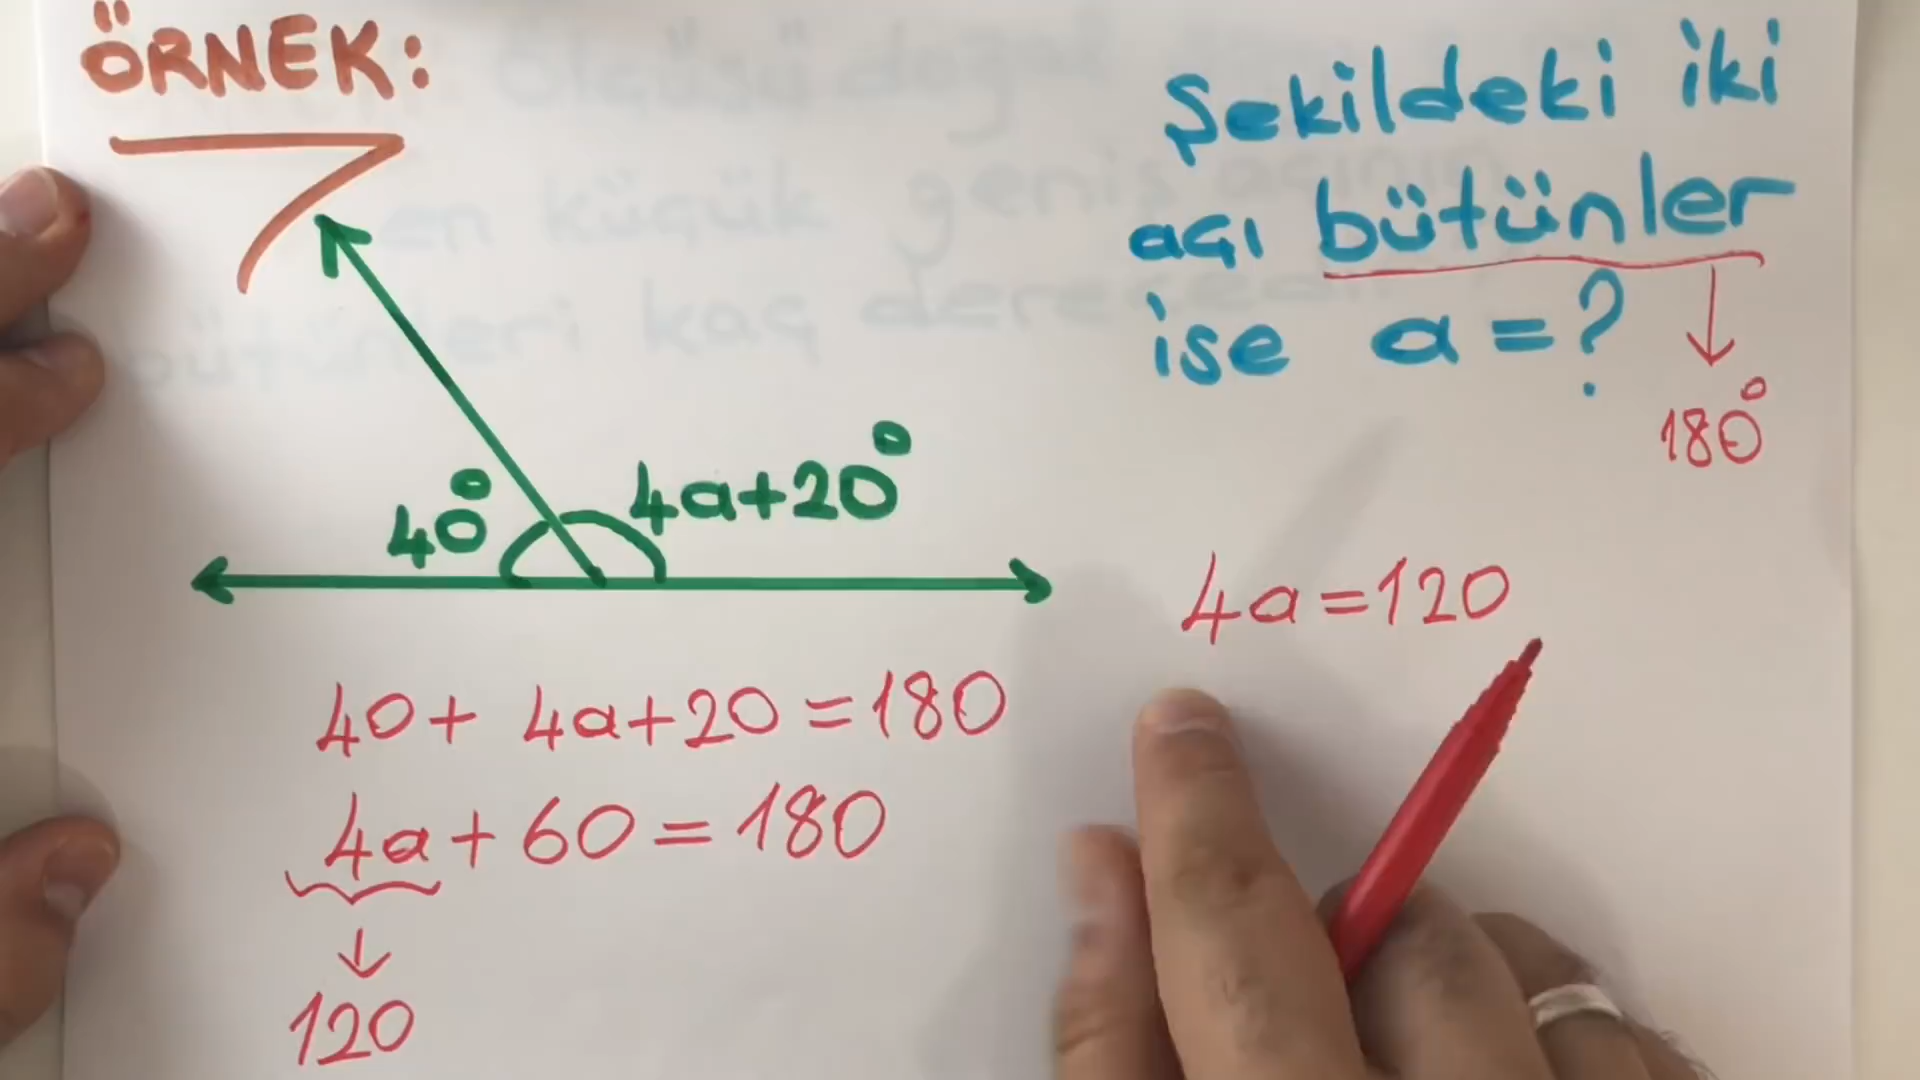 ÖRNEK:
Şekildeki iki
açı bütünler
ise a=?
180°
40°
4a+20°
40+ 4a+20=180
4a+60=180
120
4a=120